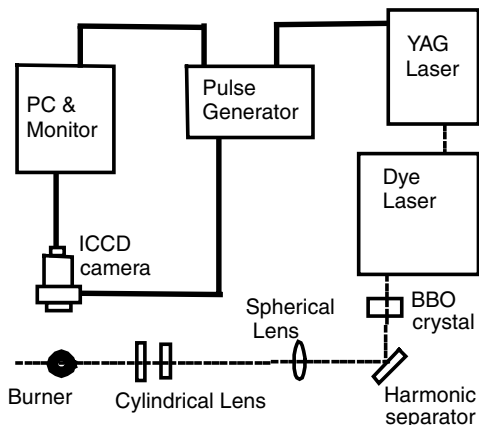 YAG
Laser
PC &
Monitor
Pulse
Generator
Dye
Laser
ICCD
camera
BBO
crystal
Spherical
Lens
Burner
Cylindrical Lens
Harmonic
separator